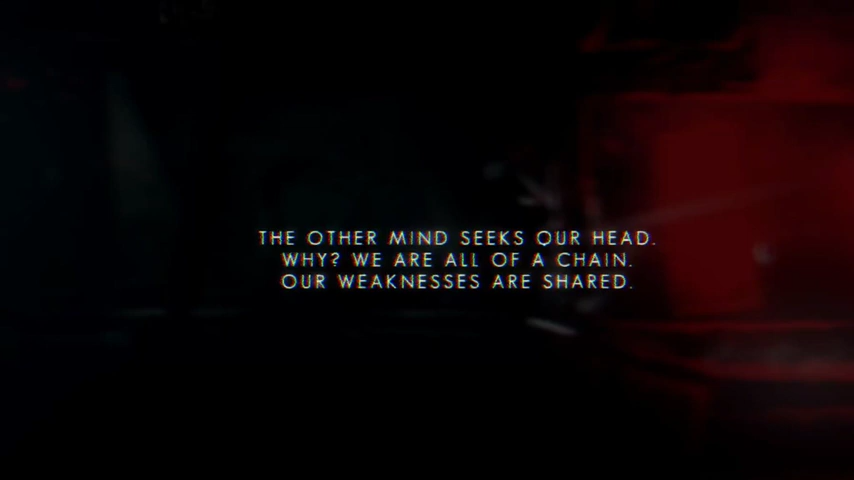 THE OTHER MIND SEEKS OUR HEAD.
WHY? WE ARE ALL OF A CHAIN.
OUR WEAKNESSES ARE SHARED.